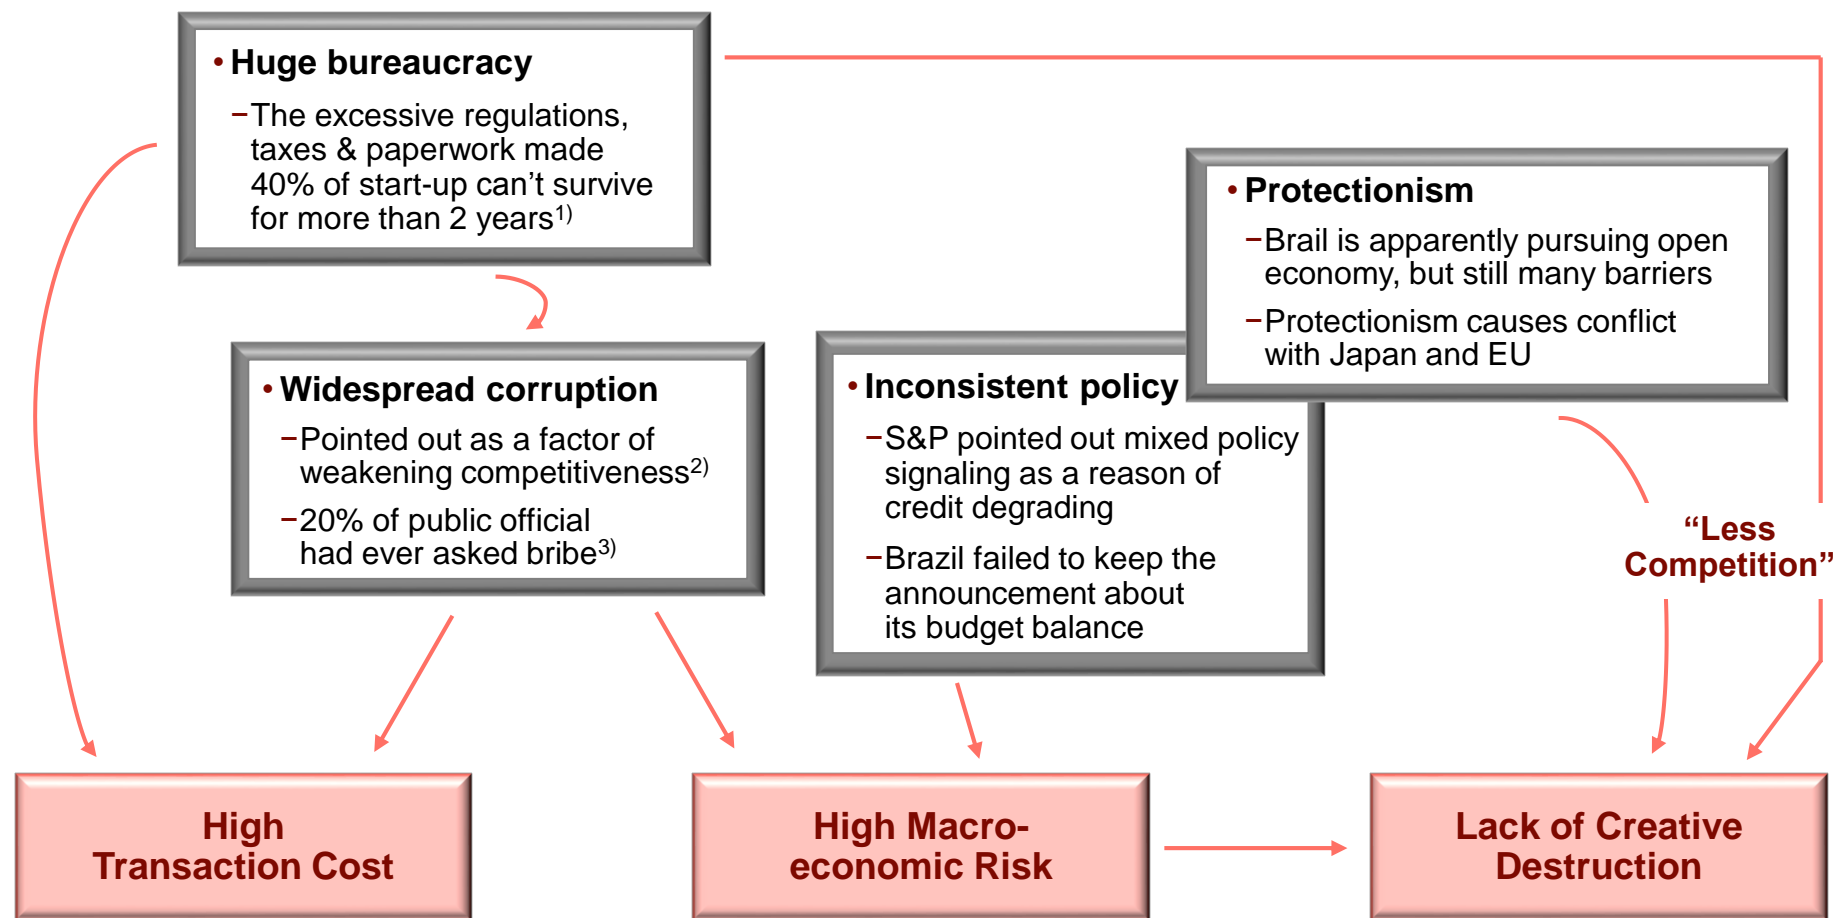 • Huge bureaucracy
–The excessive regulations,
taxes & paperwork made
40% of start-up can’t survive
for more than 2 years1)
• Protectionism
–Brail is apparently pursuing open
economy, but still many barriers
–Protectionism causes conflict
with Japan and EU
• Widespread corruption
–Pointed out as a factor of
weakening competitiveness2)
–20% of public official
had ever asked bribe3)
• Inconsistent policy
–S&P pointed out mixed policy
signaling as a reason of
credit degrading
–Brazil failed to keep the
announcement about
its budget balance
“Less
Competition”
High
Transaction Cost
High Macro-
economic Risk
Lack of Creative
Destruction